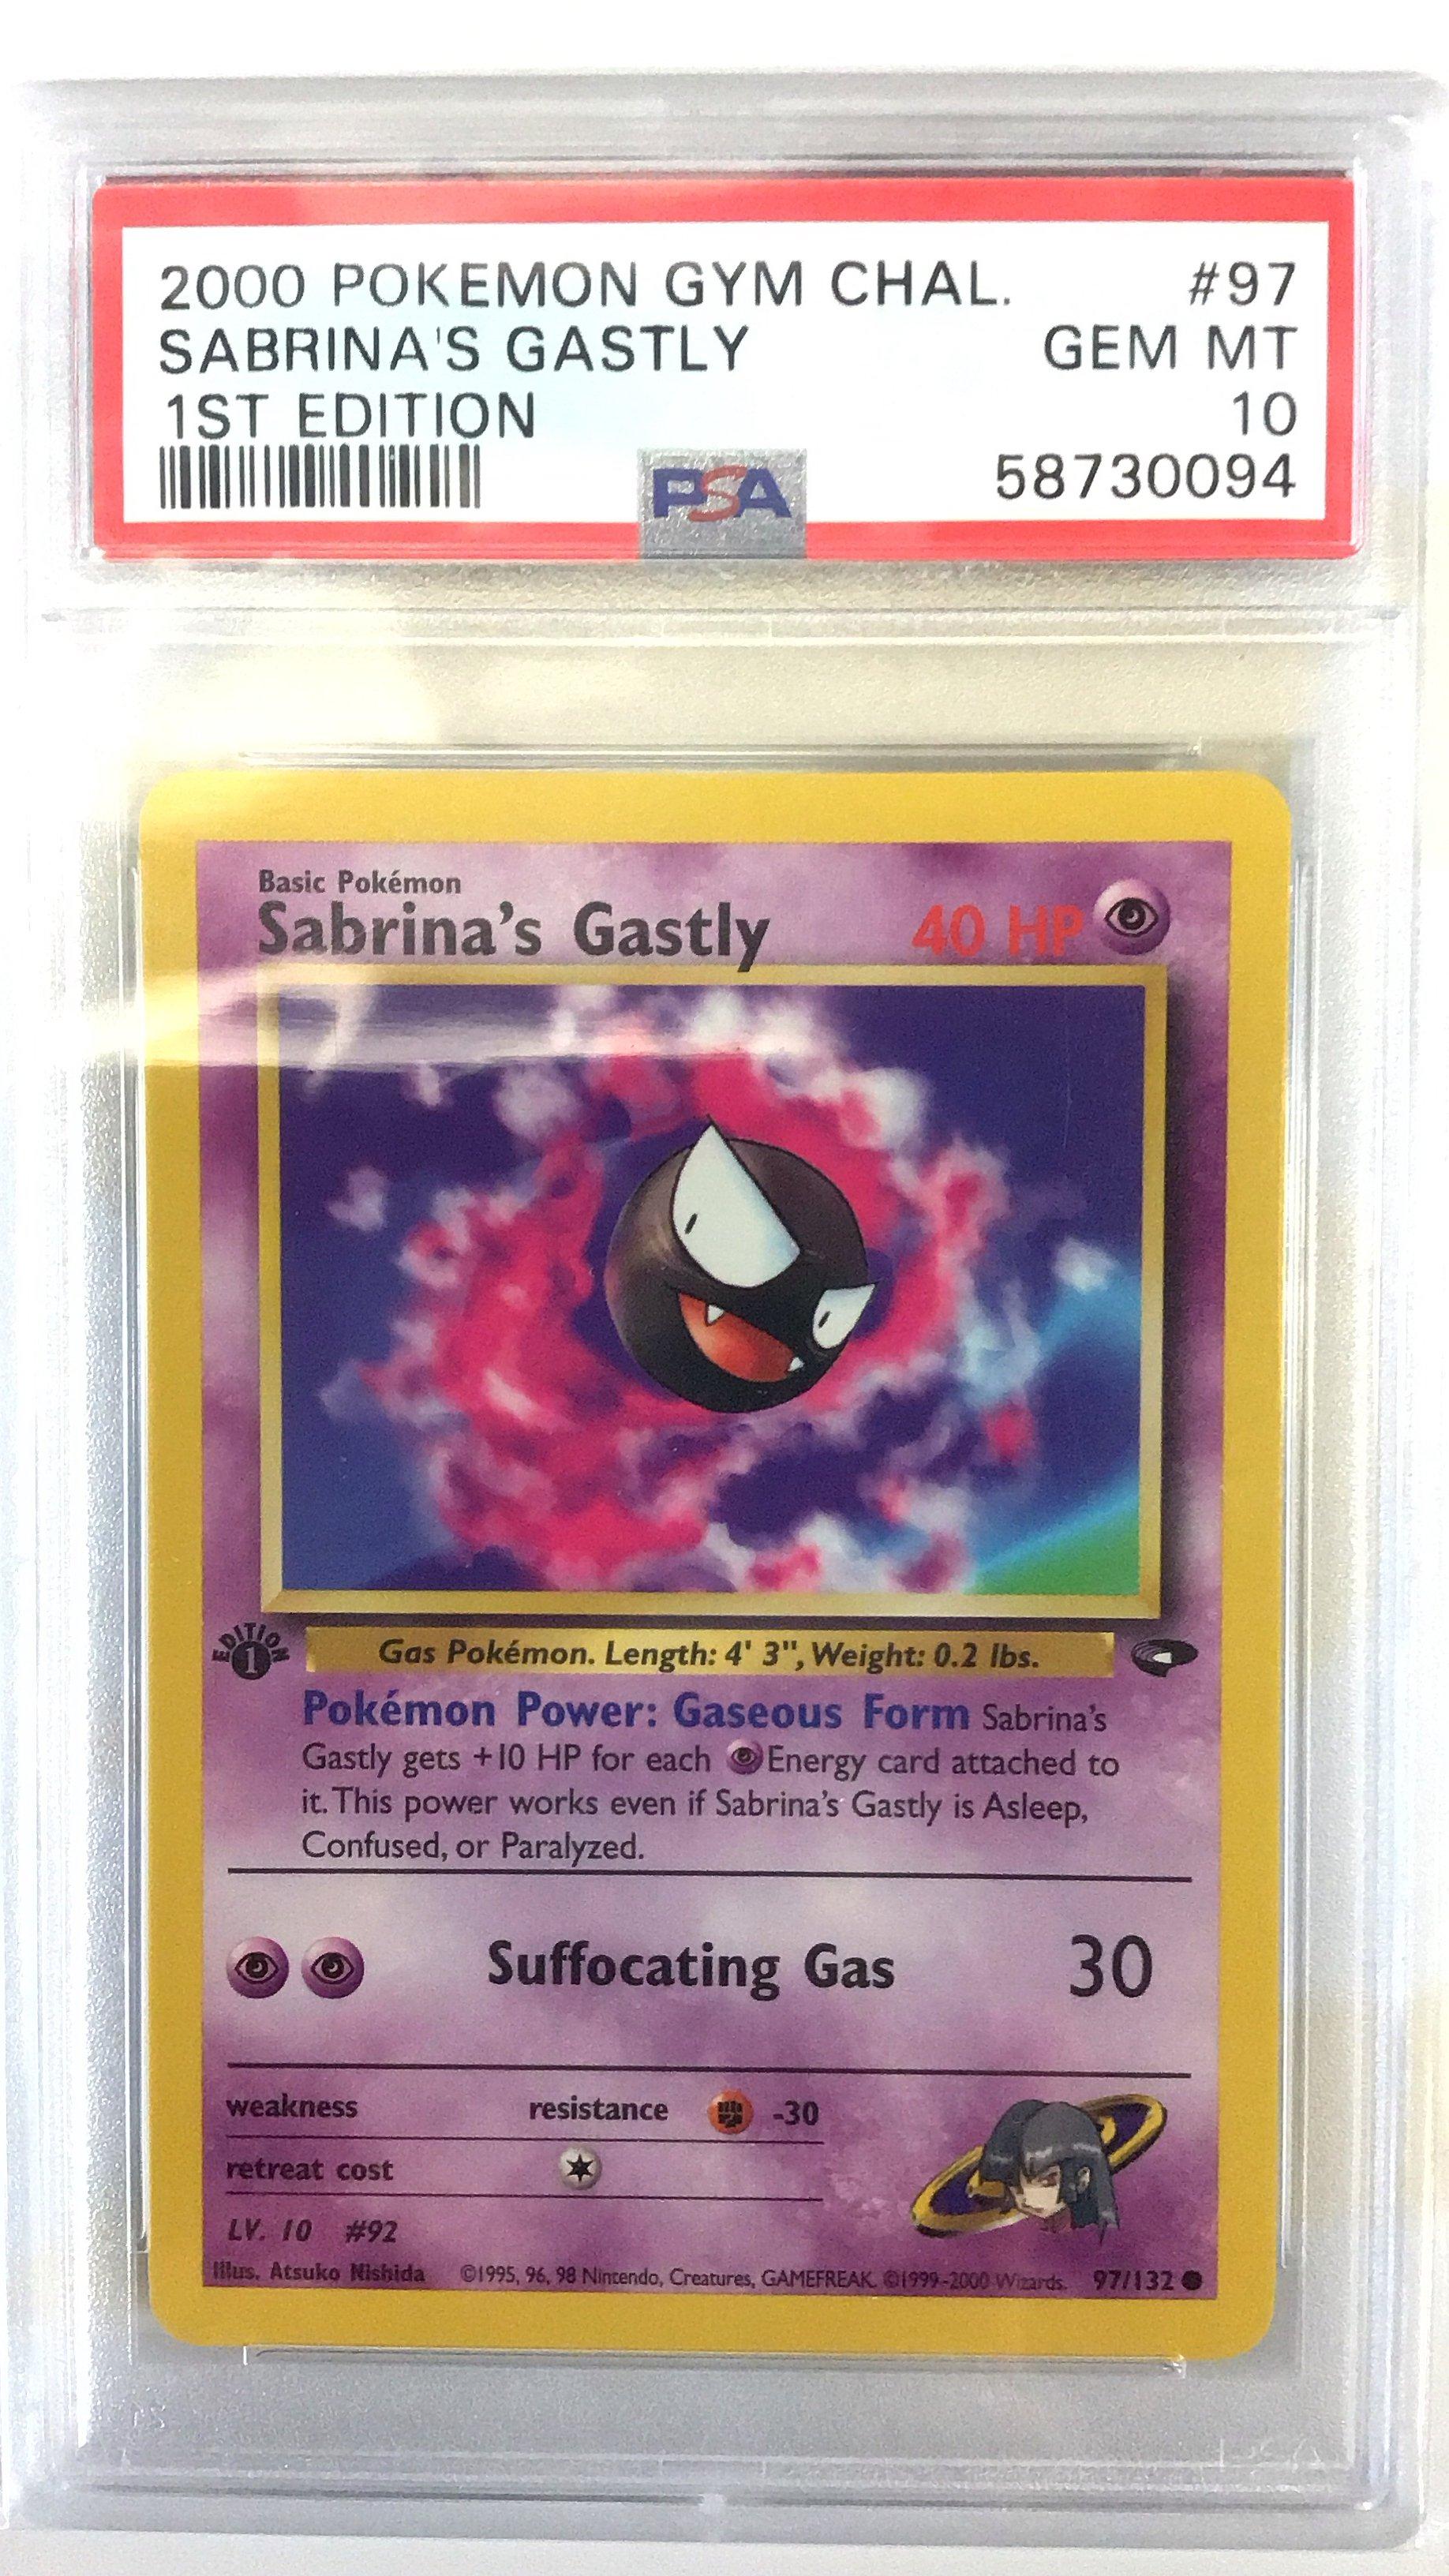 2000 POKEMON GYM CHAL. #97
SABRINA'S GASTLY GEM MT
1ST EDITION 10
PSA 58730094
Basic Pokémon
Sabrina's Gastly 40 HP
EDITION 1
Gas Pokémon. Length: 4' 3", Weight: 0.2 lbs.
Pokémon Power: Gaseous Form Sabrina's
Gastly gets +10 HP for each Energy card attached to
it. This power works even if Sabrina's Gastly is Asleep,
Confused, or Paralyzed.
Suffocating Gas 30
weakness resistance -30
retreat cost
LV. 10 #92
Illus. Atsuko Nishida ©1995, 96, 98 Nintendo, Creatures, GAMEFREAK. ©1999-2000 Wizards. 97/132